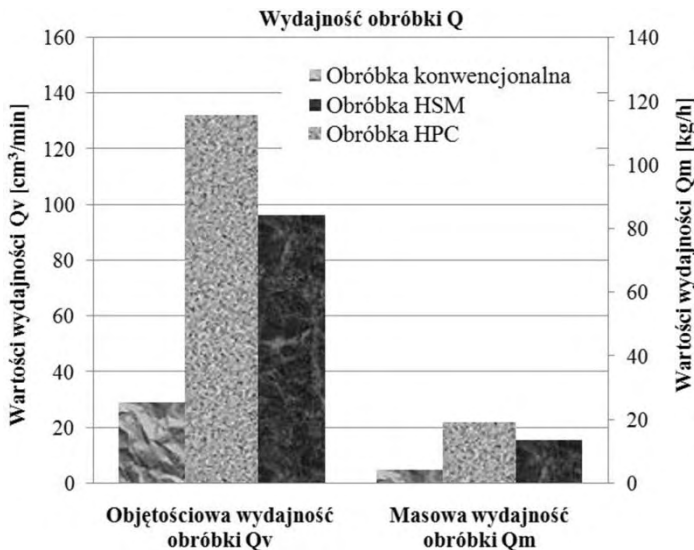 Wydajność obróbki Q
Wartości wydajności Qv [cm³/min]
160
140
120
100
80
60
40
20
0
Obróbka konwencjonalna
Obróbka HSM
Obróbka HPC
140
120
100
80
60
40
20
0
Wartości wydajności Qm [kg/h]
Objętościowa wydajność
obróbki Qv
Masowa wydajność
obróbki Qm